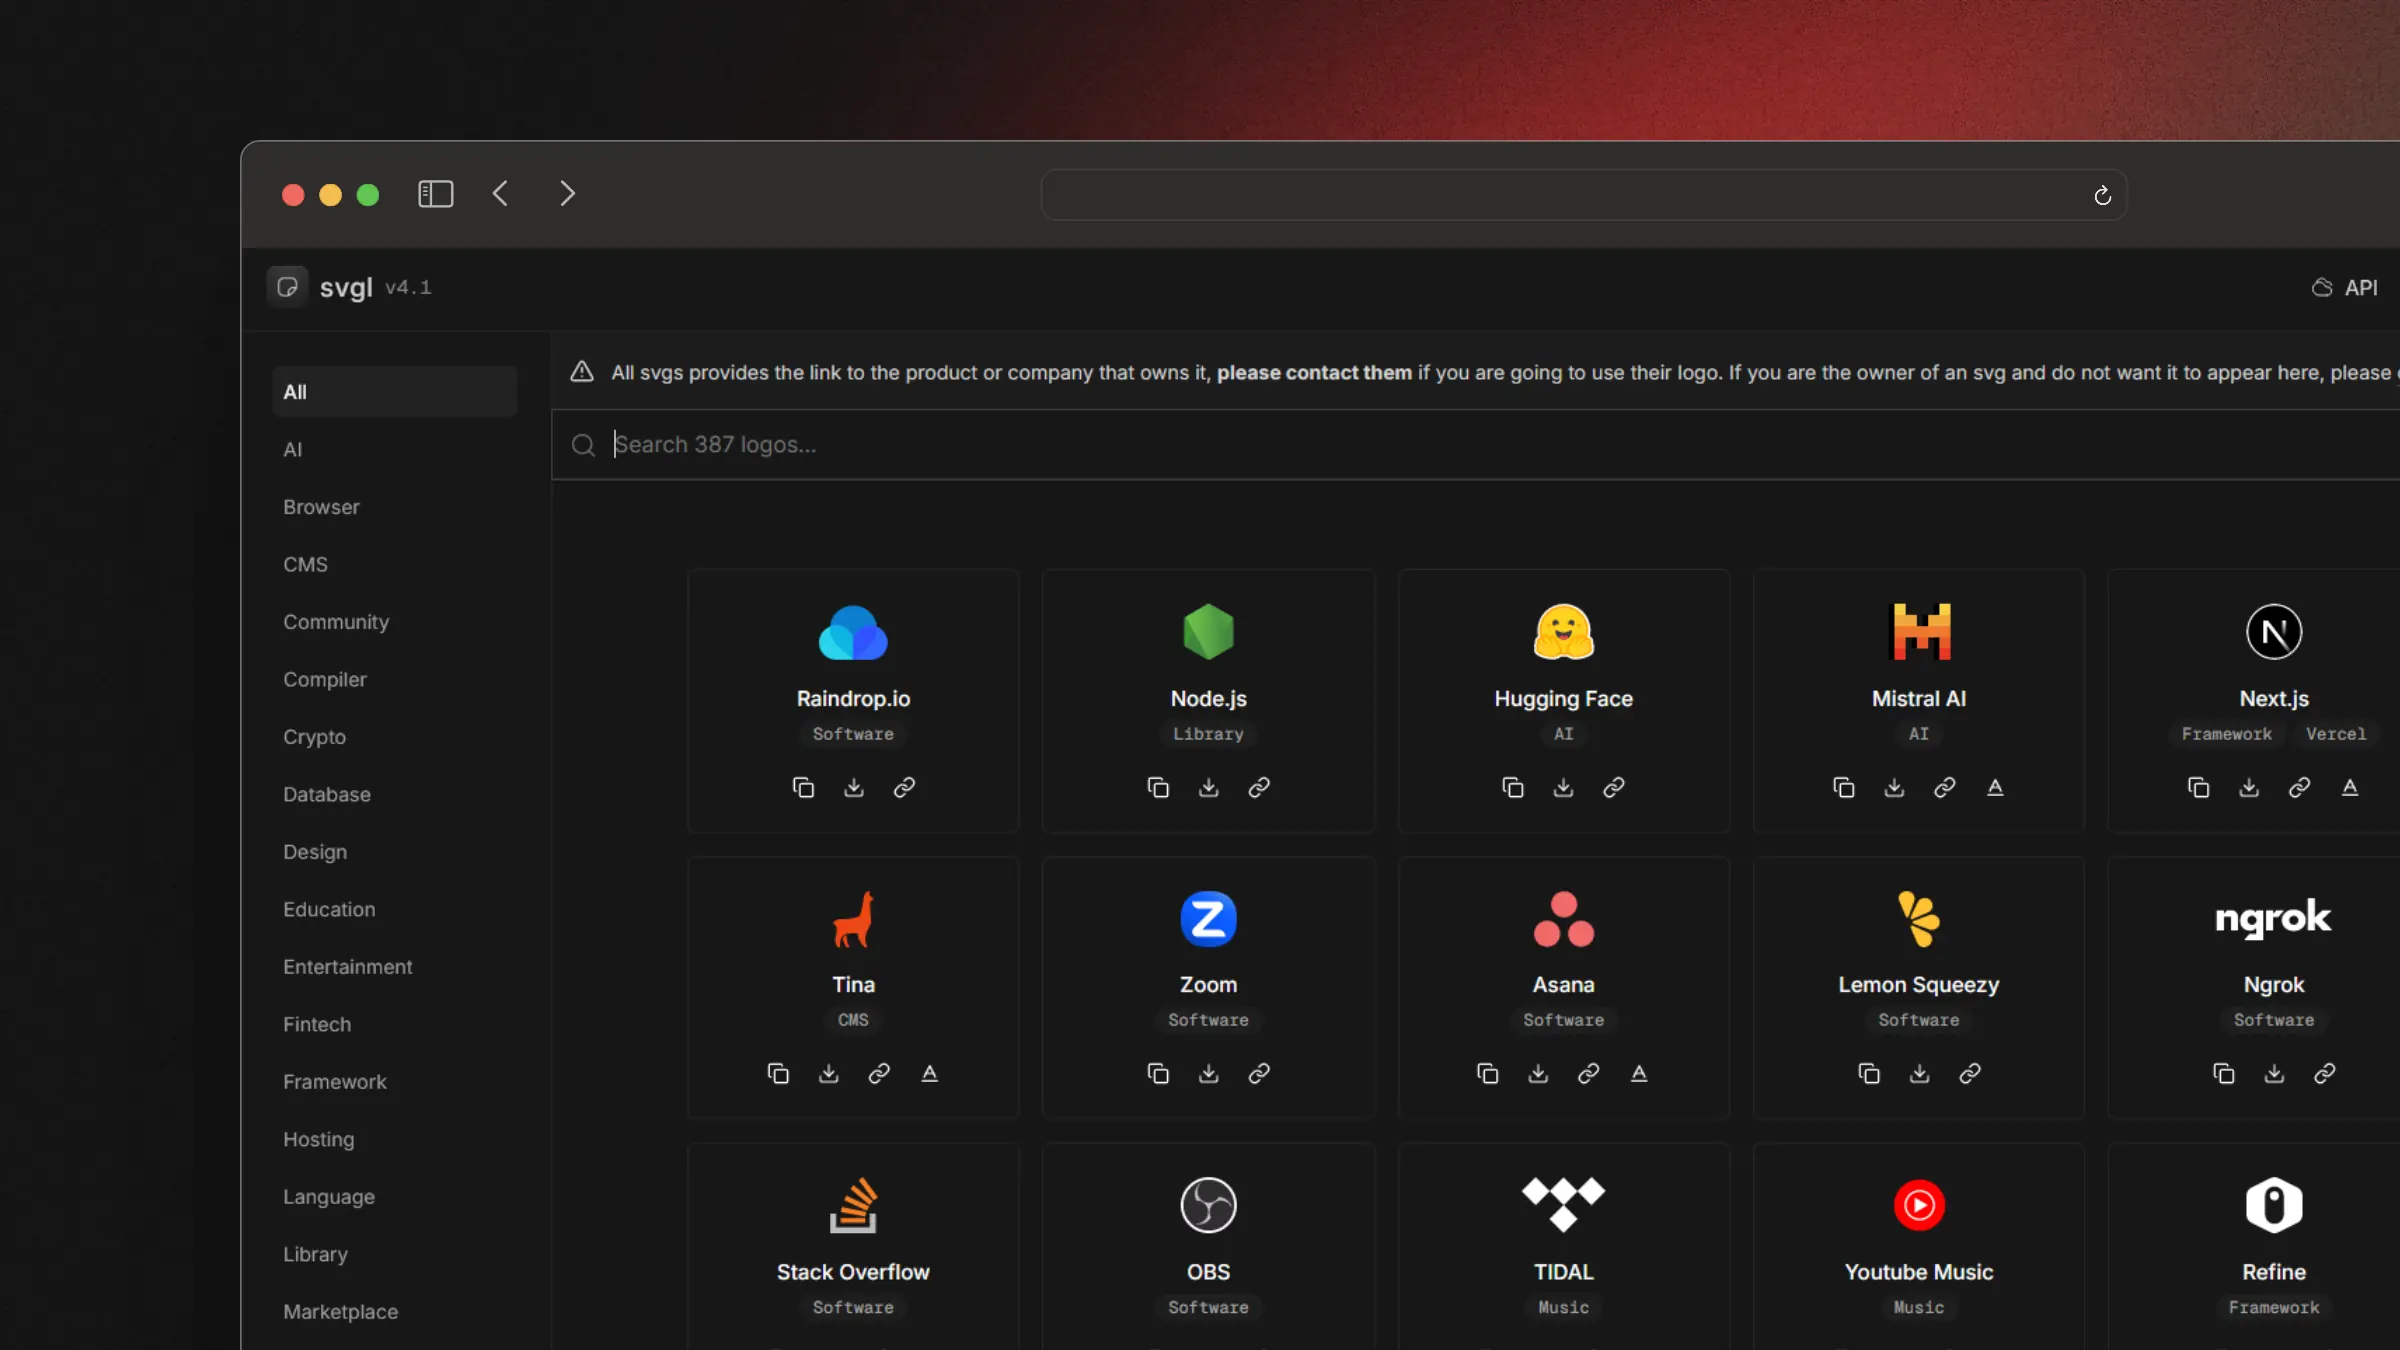 svgl v4.1
API
All
AI
Browser
CMS
Community
Compiler
Crypto
Database
Design
Education
Entertainment
Fintech
Framework
Hosting
Language
Library
Marketplace
All svgs provides the link to the product or company that owns it, please contact them if you are going to use their logo. If you are the owner of an svg and do not want it to appear here, please
Search 387 logos...
Raindrop.io
Software
Node.js
Library
Hugging Face
AI
Mistral AI
AI
N
Next.js
Framework Vercel
Tina
CMS
Zoom
Software
Asana
Software
Lemon Squeezy
Software
ngrok
Ngrok
Software
Stack Overflow
Software
OBS
Software
TIDAL
Music
Youtube Music
Music
Refine
Framework